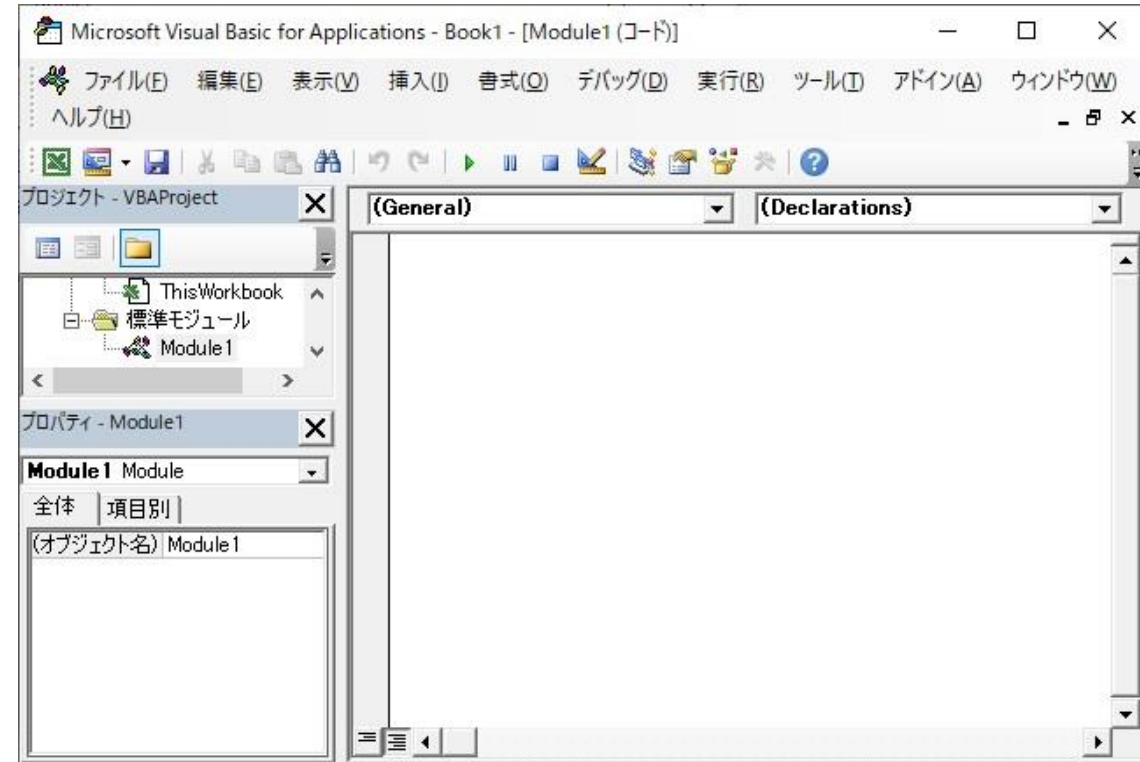 Microsoft Visual Basic for Applications - Book1 - [Module1 (コード)]
ファイル(F) 編集(E) 表示(V) 挿入(I) 書式(O) デバッグ(D) 実行(R) ツール(T) アドイン(A) ウィンドウ(W)
ヘルプ(H)
プロジェクト - VBAProject
(General) (Declarations)
ThisWorkbook
標準モジュール
Module1
プロパティ - Module1
Module1 Module
全体 項目別
(オブジェクト名) Module1